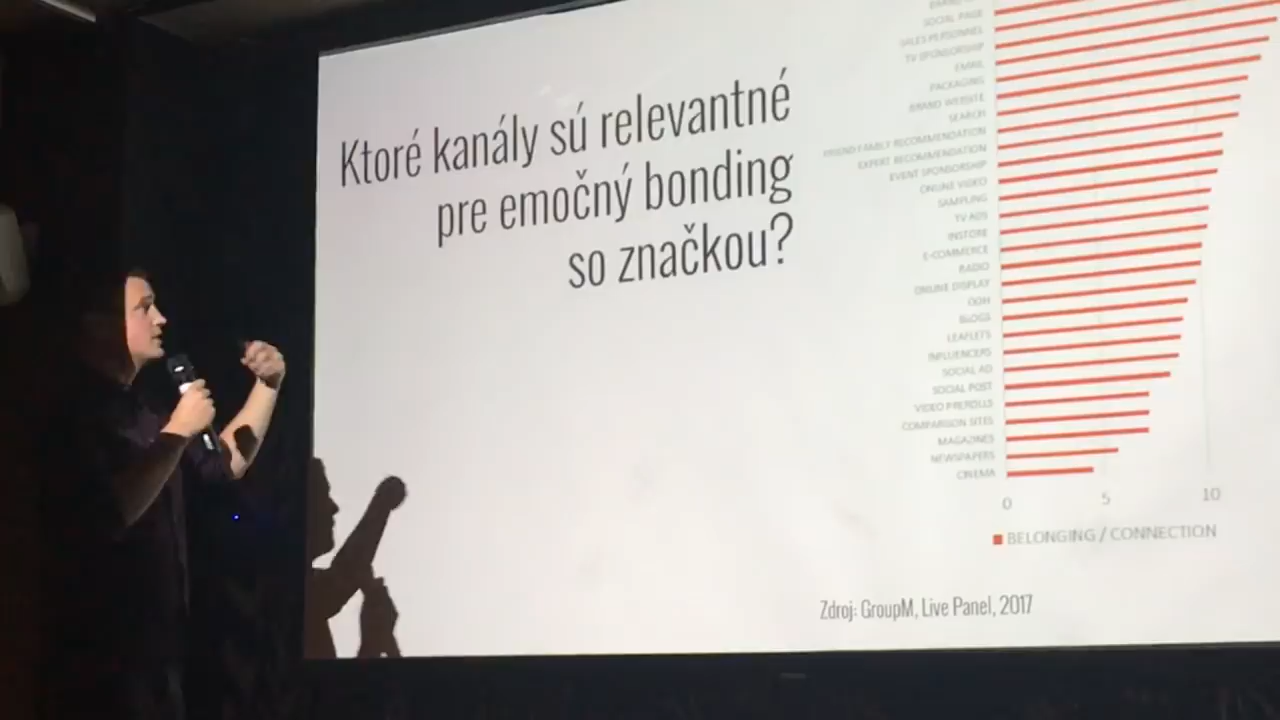 Ktoré kanály sú relevantné
pre emočný bonding
so značkou?
SOCIAL PAGE
SALES PERSONNEL
TV SPONSORSHIP
EMAIL
PACKAGING
BRAND WEBSITE
SEARCH
FRIEND-FAMILY RECOMMENDATION
EXPERT RECOMMENDATION
EVENT SPONSORSHIP
ONLINE VIDEO
SAMPLING
TV ADS
INSTORE
E-COMMERCE
RADIO
ONLINE DISPLAY
OOH
BLOGS
LEAFLETS
INFLUENCERS
SOCIAL AD
SOCIAL POST
VIDEO PREROLLS
COMPARISON SITES
MAGAZINES
NEWSPAPERS
CINEMA
0 5 10
BELONGING / CONNECTION
Zdroj: GroupM, Live Panel, 2017